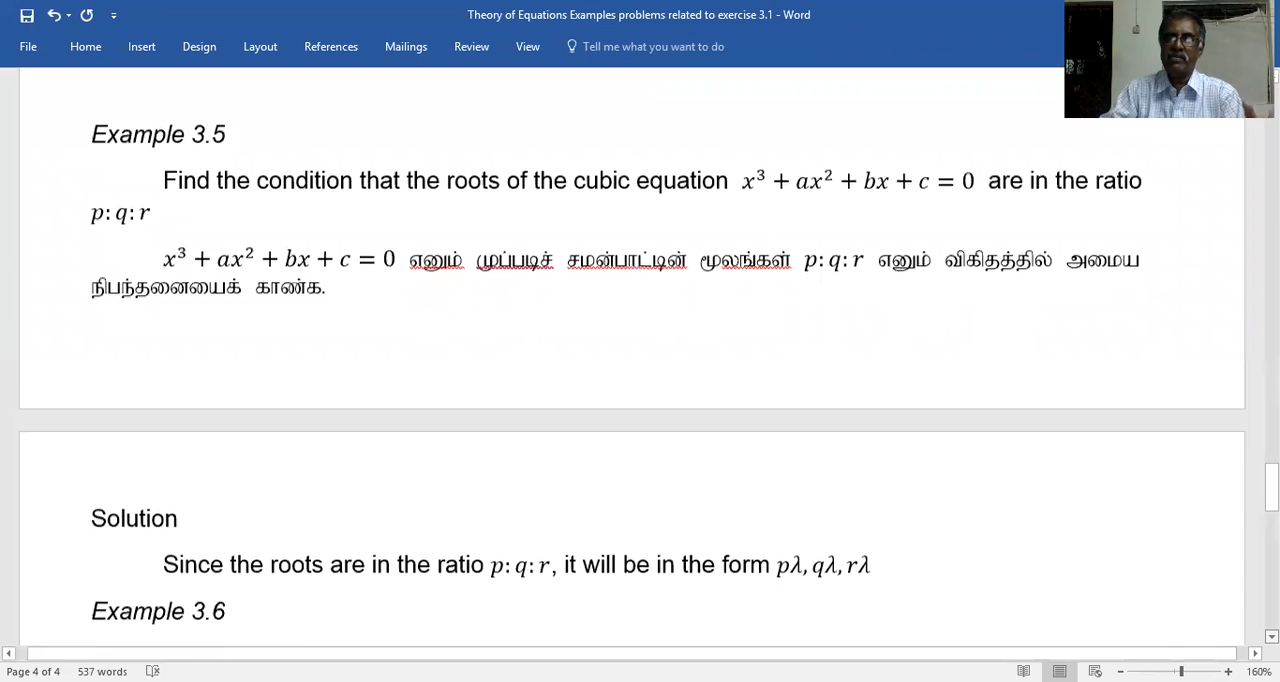 Theory of Equations Examples problems related to exercise 3.1 - Word
File Home Insert Design Layout References Mailings Review View Tell me what you want to do
Example 3.5
Find the condition that the roots of the cubic equation x³ + ax² + bx + c = 0 are in the ratio
p: q: r
x³ + ax² + bx + c = 0 எனும் முப்படிச் சமன்பாட்டின் மூலங்கள் p: q: r எனும் விகிதத்தில் அமைய
நிபந்தனையைக் காண்க.
Solution
Since the roots are in the ratio p: q: r, it will be in the form pλ, qλ, rλ
Example 3.6
Page 4 of 4 537 words 160%